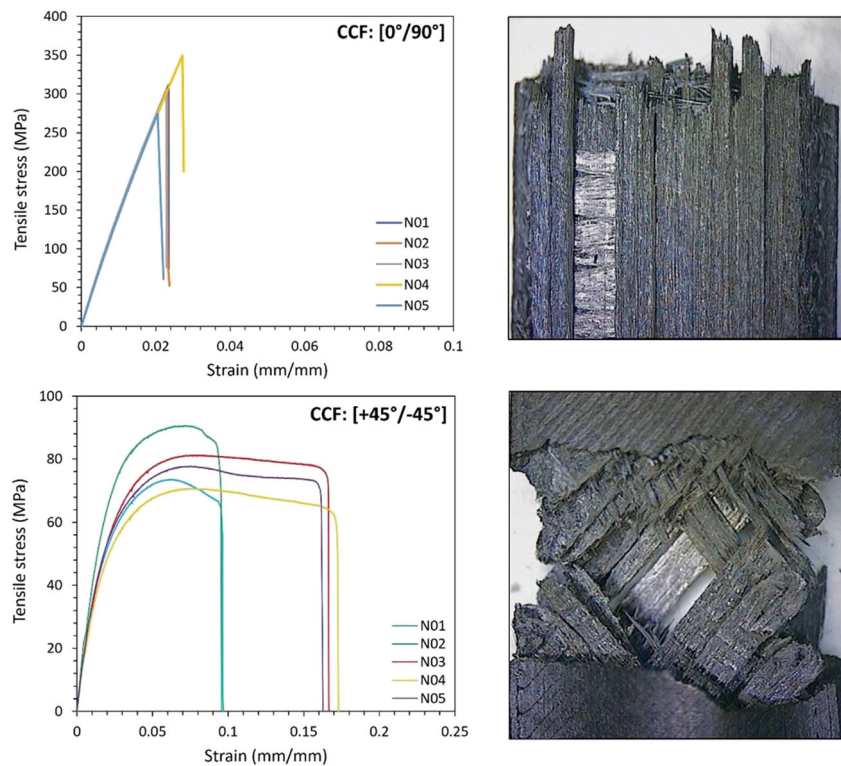 CCF: [0°/90°]
Tensile stress (MPa)
400
350
300
250
200
150
100
50
0
N01
N02
N03
N04
N05
0
0.02
0.04
0.06
0.08
0.1
Strain (mm/mm)
CCF: [+45°/-45°]
Tensile stress (MPa)
100
80
60
40
20
0
N01
N02
N03
N04
N05
0
0.05
0.1
0.15
0.2
0.25
Strain (mm/mm)